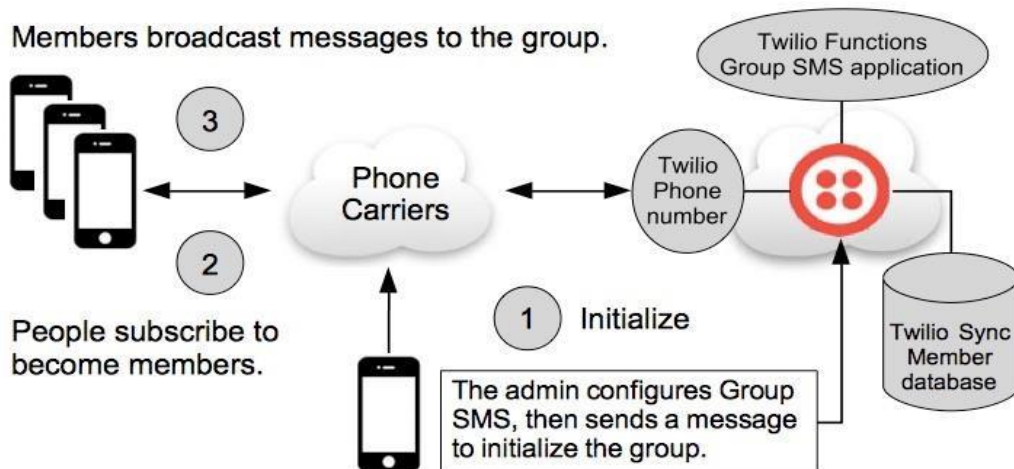 Members broadcast messages to the group.
Twilio Functions
Group SMS application
3
Phone
Carriers
Twilio
Phone
number
2
People subscribe to
become members.
1
Initialize
Twilio Sync
Member
database
The admin configures Group
SMS, then sends a message
to initialize the group.